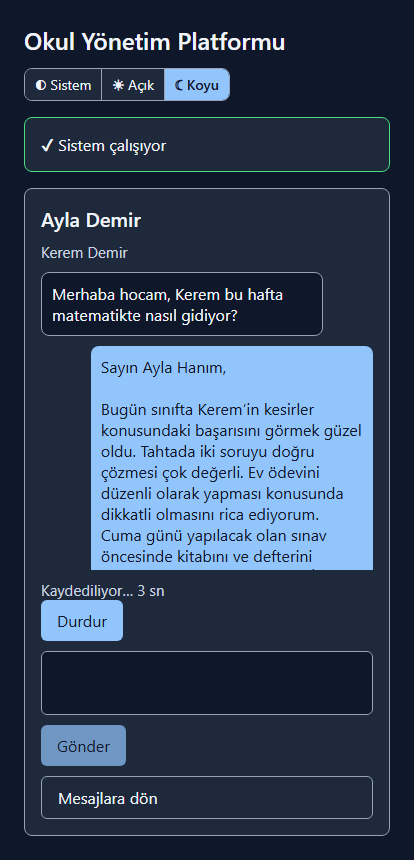 Okul Yönetim Platformu
Sistem
Açık
Koyu
✔ Sistem çalışıyor
Ayla Demir
Kerem Demir
Merhaba hocam, Kerem bu hafta
matematikte nasıl gidiyor?
Sayın Ayla Hanım,
Bugün sınıfta Kerem'in kesirler
konusundaki başarısını görmek güzel
oldu. Tahtada iki soruyu doğru
çözmesi çok değerli. Ev ödevini
düzenli olarak yapması konusunda
dikkatli olmasını rica ediyorum.
Cuma günü yapılacak olan sınav
öncesinde kitabını ve defterini
Kaydediliyor... 3 sn
Durdur
Gönder
Mesajlara dön